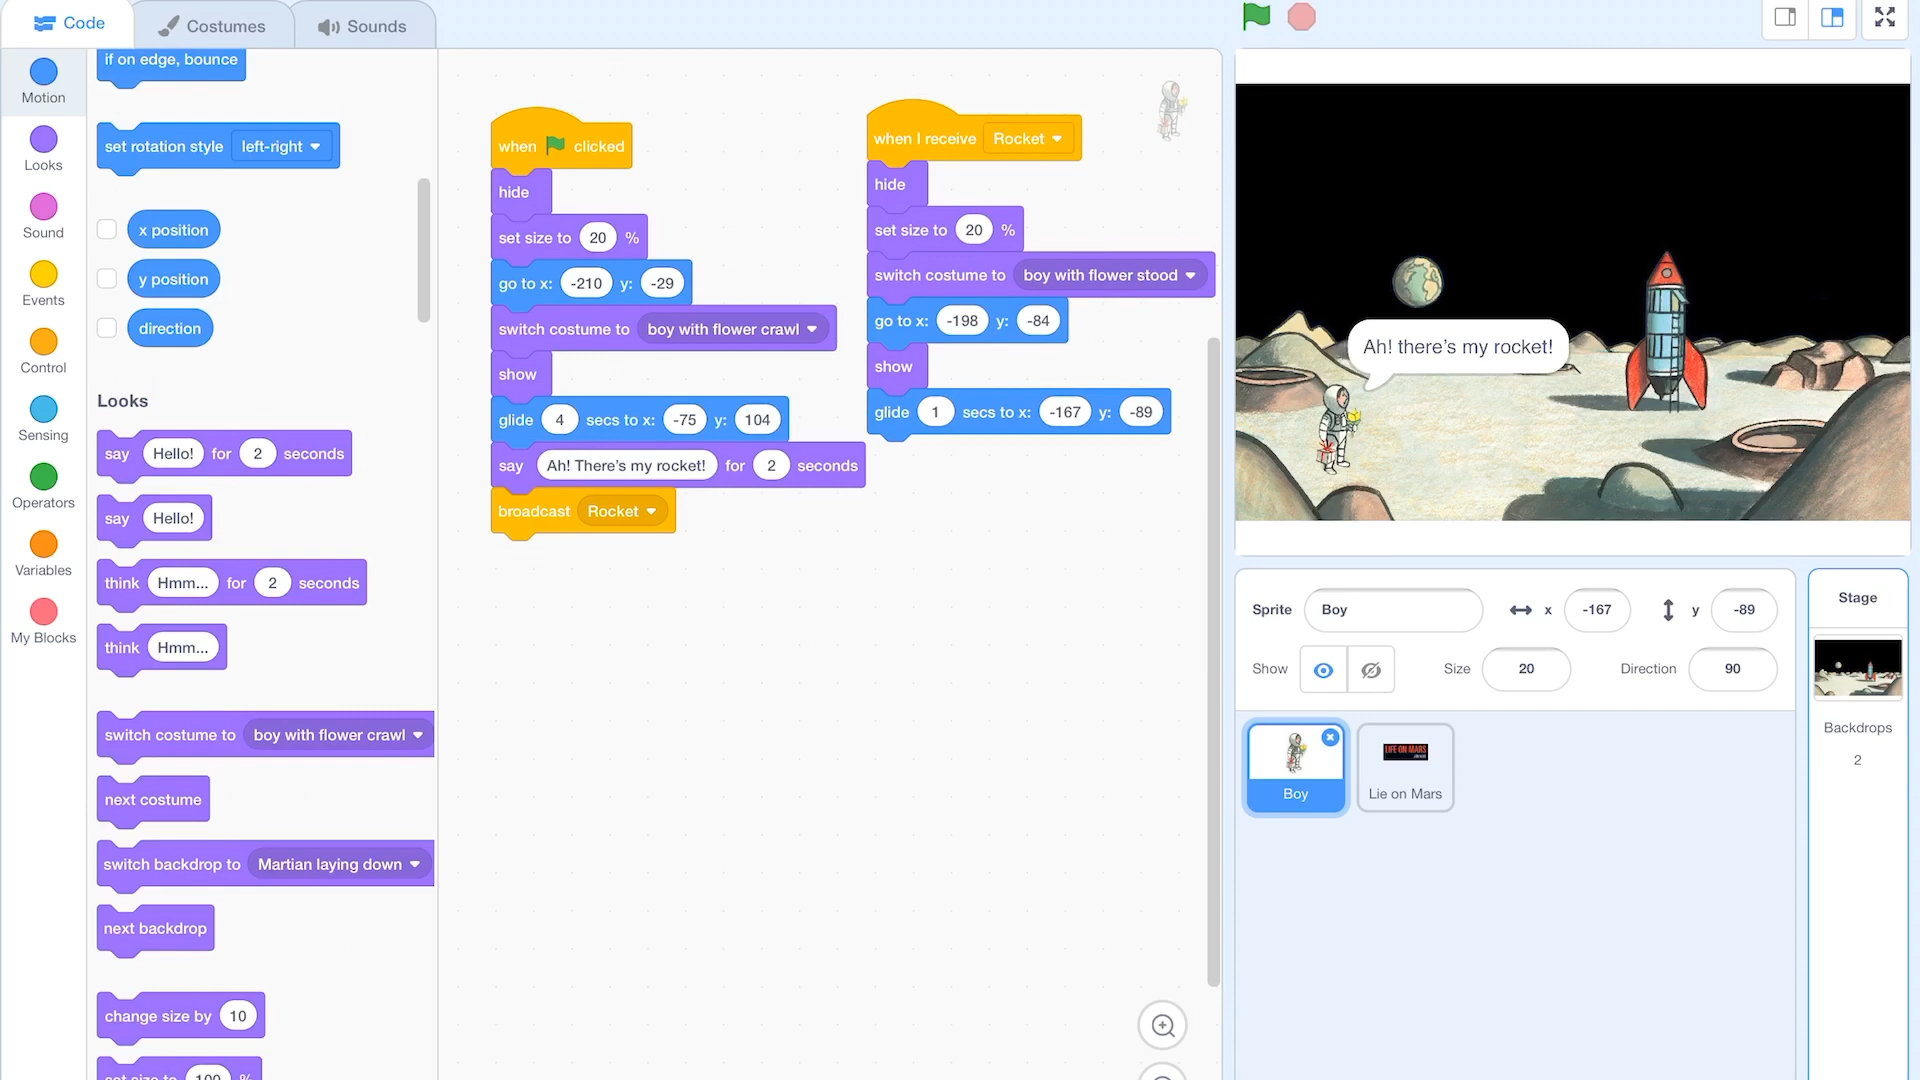 Code
Costumes
Sounds
Motion
Looks
Sound
Events
Control
Sensing
Operators
Variables
My Blocks
if on edge, bounce
set rotation style left-right
x position
y position
direction
Looks
say Hello! for 2 seconds
say Hello!
think Hmm... for 2 seconds
think Hmm...
switch costume to boy with flower crawl
next costume
switch backdrop to Martian laying down
next backdrop
change size by 10
set size to 100 %
when clicked
hide
set size to 20 %
go to x: -210 y: -29
switch costume to boy with flower crawl
show
glide 4 secs to x: -75 y: 104
say Ah! There's my rocket! for 2 seconds
broadcast Rocket
when I receive Rocket
hide
set size to 20 %
switch costume to boy with flower stood
go to x: -198 y: -84
show
glide 1 secs to x: -167 y: -89
Ah! there's my rocket!
Sprite Boy x -167 y -89
Show Size 20 Direction 90
Boy
LIFE ON MARS
Lie on Mars
Stage
Backdrops
2